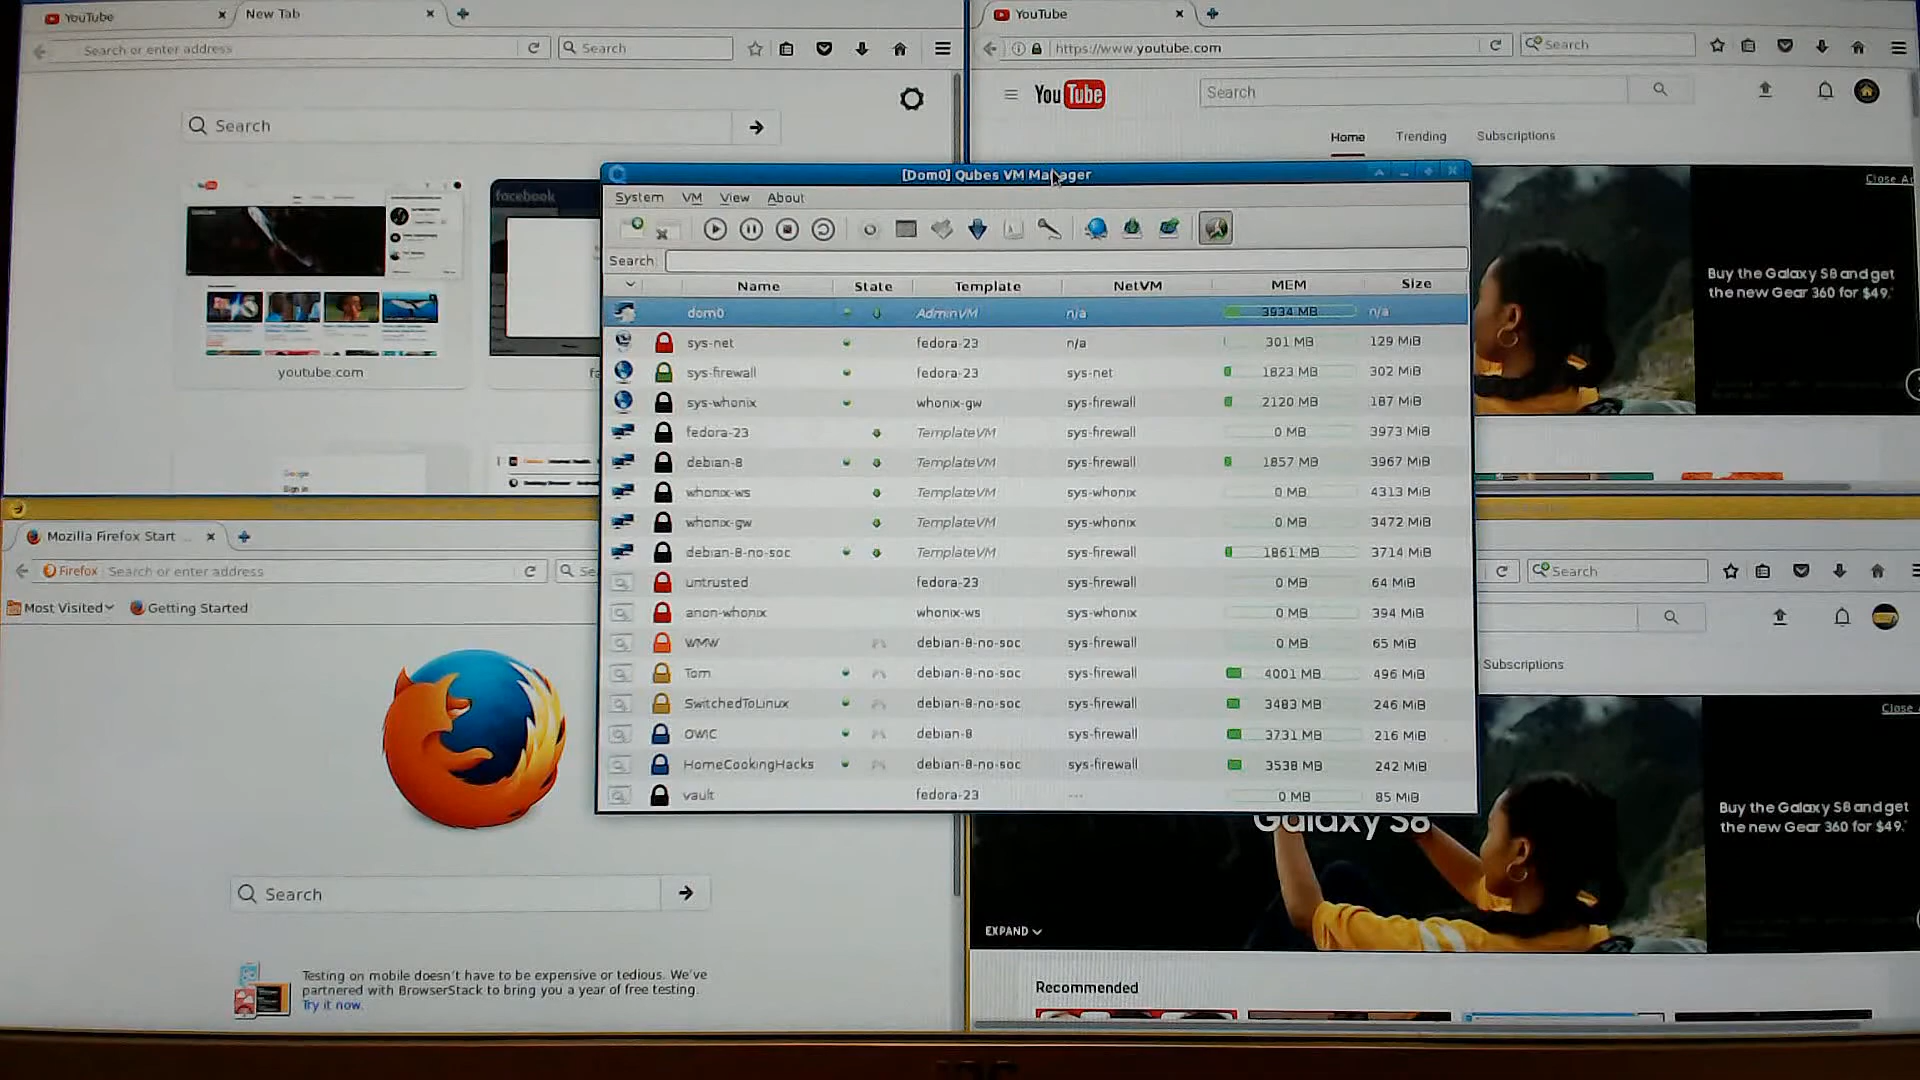 YouTube
New Tab
YouTube
Search or enter address
Search
https://www.youtube.com
Search
YouTube
Search
Search
Home Trending Subscriptions
Close
youtube.com
facebook
Buy the Galaxy S8 and get
the new Gear 360 for $49.*
Google
Sign in
[Dom0] Qubes VM Manager
System VM View About
Search
Name State Template NetVM MEM Size
dom0 AdminVM n/a 3934 MB n/a
sys-net fedora-23 n/a 301 MB 129 MiB
sys-firewall fedora-23 sys-net 1823 MB 302 MiB
sys-whonix whonix-gw sys-firewall 2120 MB 187 MiB
fedora-23 TemplateVM sys-firewall 0 MB 3973 MiB
debian-8 TemplateVM sys-firewall 1857 MB 3967 MiB
whonix-ws TemplateVM sys-whonix 0 MB 4313 MiB
whonix-gw TemplateVM sys-whonix 0 MB 3472 MiB
debian-8-no-soc TemplateVM sys-firewall 1861 MB 3714 MiB
untrusted fedora-23 sys-firewall 0 MB 64 MiB
anon-whonix whonix-ws sys-whonix 0 MB 394 MiB
WMW debian-8-no-soc sys-firewall 0 MB 65 MiB
Tom debian-8-no-soc sys-firewall 4001 MB 496 MiB
SwitchedToLinux debian-8-no-soc sys-firewall 3483 MB 246 MiB
OWIC debian-8 sys-firewall 3731 MB 216 MiB
HomeCookingHacks debian-8-no-soc sys-firewall 3538 MB 242 MiB
vault fedora-23 --- 0 MB 85 MiB
Mozilla Firefox Start
Firefox Search or enter address
Most Visited Getting Started
Search
Testing on mobile doesn't have to be expensive or tedious. We've
partnered with BrowserStack to bring you a year of free testing.
Try it now.
Search
Subscriptions
Close
Galaxy S8
Buy the Galaxy S8 and get
the new Gear 360 for $49.*
EXPAND
Recommended